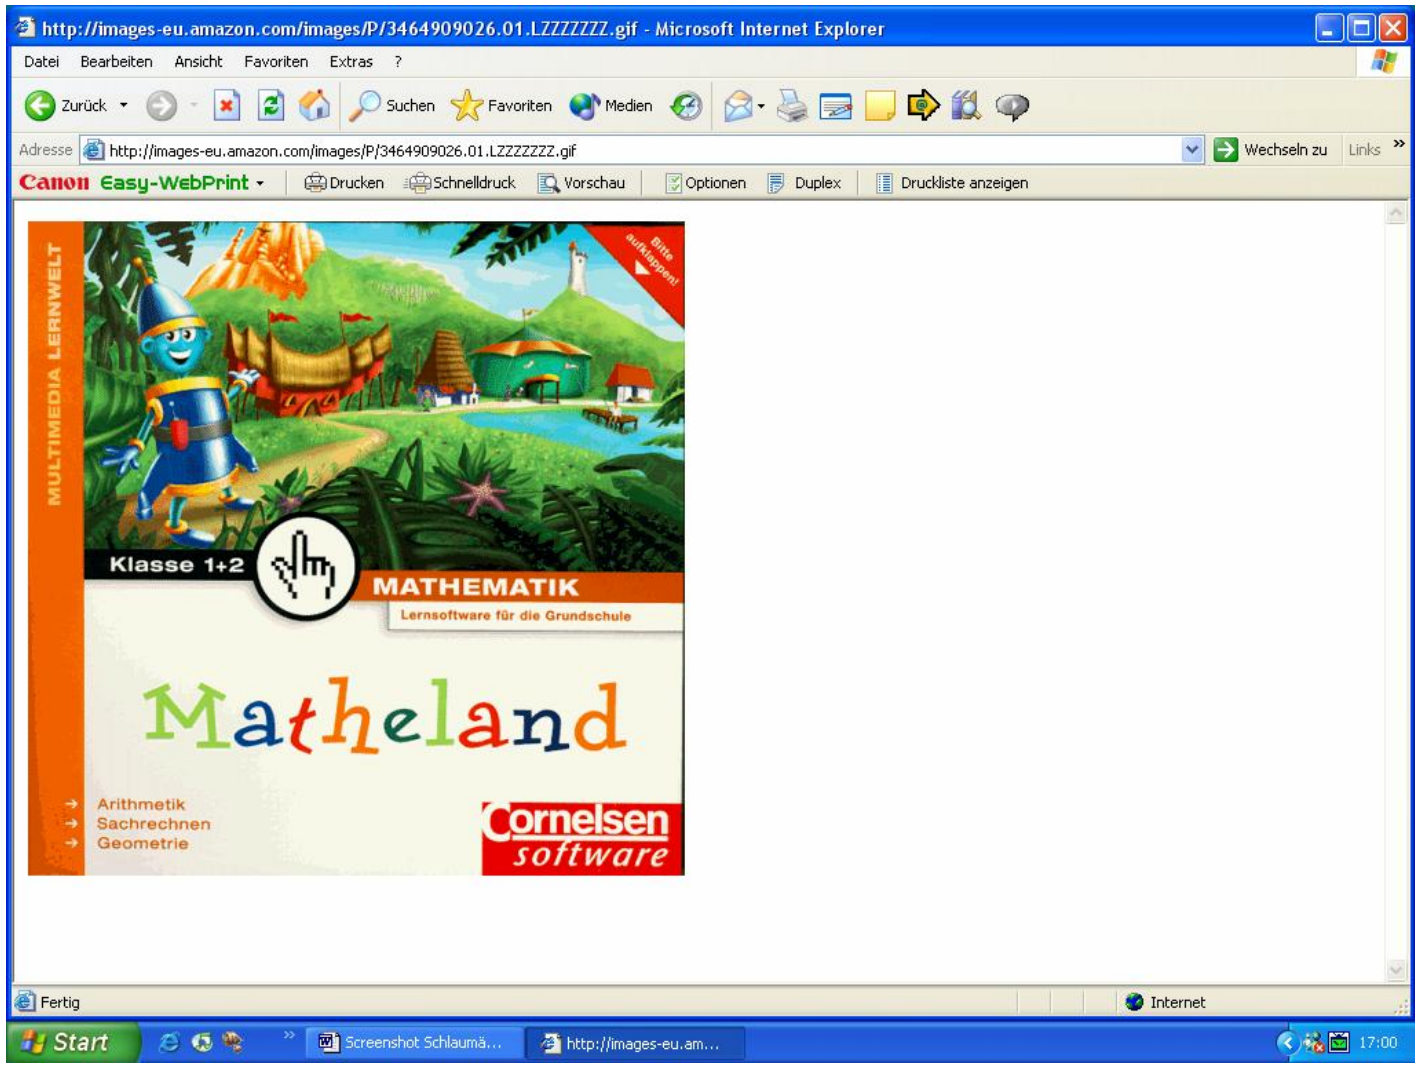 http://images-eu.amazon.com/images/P/3464909026.01.LZZZZZZZ.gif - Microsoft Internet Explorer
Datei Bearbeiten Ansicht Favoriten Extras ?
Zurück Suchen Favoriten Medien
Adresse http://images-eu.amazon.com/images/P/3464909026.01.LZZZZZZZ.gif Wechseln zu Links »
Canon Easy-WebPrint Drucken Schnelldruck Vorschau Optionen Duplex Druckliste anzeigen
MULTIMEDIA LERNWELT
Bitte
aufklappen!
Klasse 1+2
MATHEMATIK
Lernsoftware für die Grundschule
Matheland
→ Arithmetik
→ Sachrechnen
→ Geometrie
Cornelsen
software
Fertig Internet
Start » Screenshot Schlaumä... http://images-eu.am... 17:00